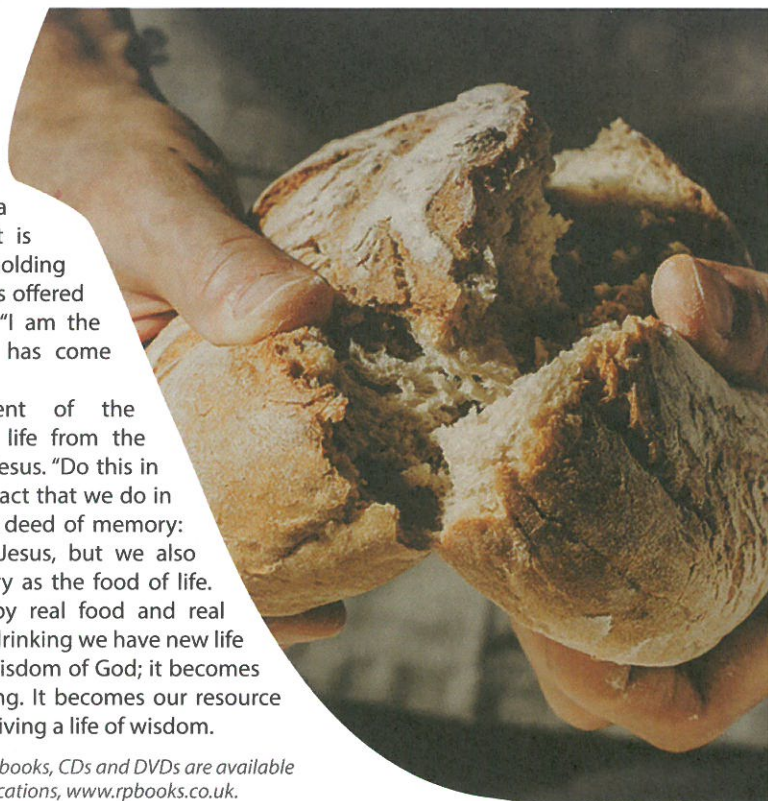 a
t is
olding
s offered
“I am the
has come
ent of the
life from the
esus. “Do this in
act that we do in
deed of memory:
Jesus, but we also
ry as the food of life.
by real food and real
drinking we have new life
isdom of God; it becomes
ng. It becomes our resource
iving a life of wisdom.
books, CDs and DVDs are available
cations, www.rpbooks.co.uk.